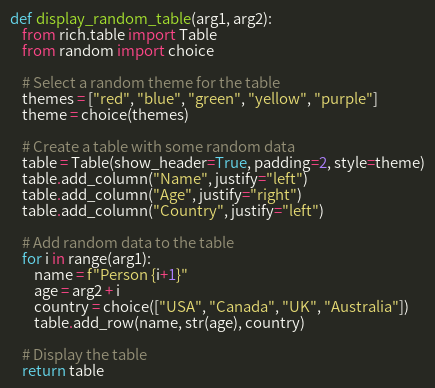 def display_random_table(arg1, arg2):
    from rich.table import Table
    from random import choice

    # Select a random theme for the table
    themes = ["red", "blue", "green", "yellow", "purple"]
    theme = choice(themes)

    # Create a table with some random data
    table = Table(show_header=True, padding=2, style=theme)
    table.add_column("Name", justify="left")
    table.add_column("Age", justify="right")
    table.add_column("Country", justify="left")

    # Add random data to the table
    for i in range(arg1):
        name = f"Person {i+1}"
        age = arg2 + i
        country = choice(["USA", "Canada", "UK", "Australia"])
        table.add_row(name, str(age), country)

    # Display the table
    return table